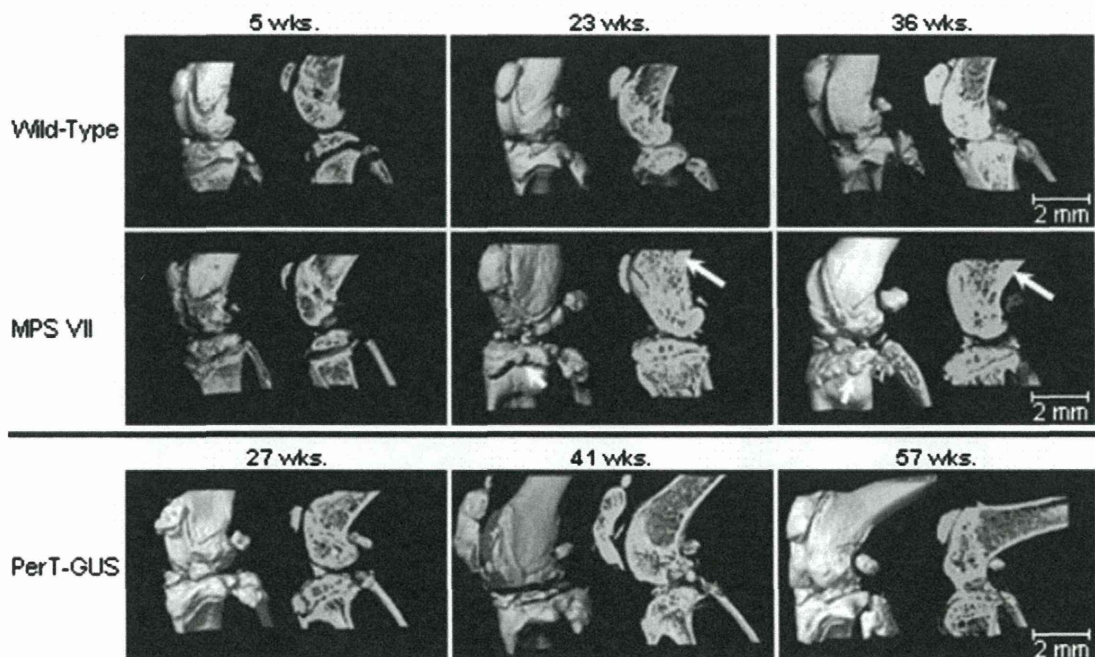 5 wks. 23 wks. 36 wks.
Wild-Type
2 mm
MPS VII
2 mm
27 wks. 41 wks. 57 wks.
PerT-GUS
2 mm